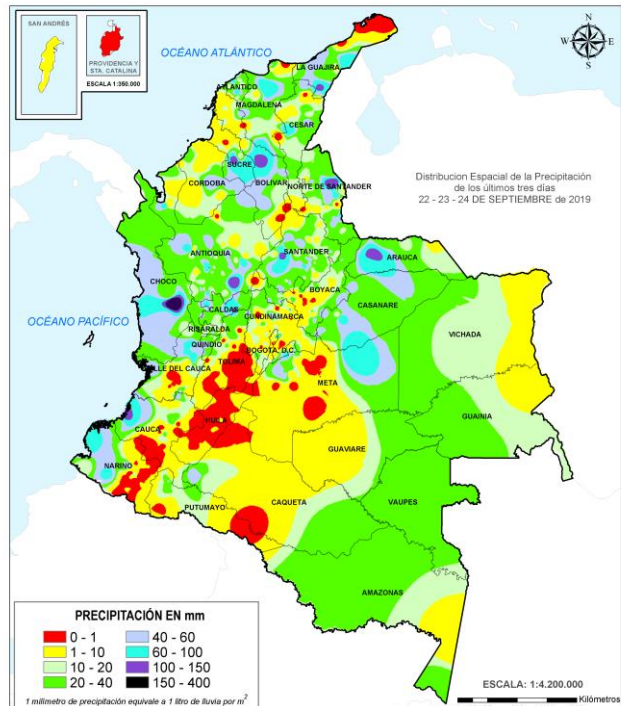 SAN ANDRÉS
PROVIDENCIA Y
STA. CATALINA
ESCALA 1:350.000
OCÉANO ATLÁNTICO
N
W
E
S
LA GUAJIRA
ATLANTICO
MAGDALENA
CESAR
SUCRE
CORDOBA
BOLIVAR
NORTE DE SANTANDER
Distribucion Espacial de la Precipitación
de los últimos tres días
22 - 23 - 24 DE SEPTIEMBRE de 2019
ANTIOQUIA
SANTANDER
ARAUCA
CHOCO
BOYACA
CASANARE
OCÉANO PACÍFICO
CALDAS
CUNDINAMARCA
RISARALDA
VICHADA
QUINDIO
BOGOTA, D.C.
TOLIMA
VALLE DEL CAUCA
META
GUAINIA
HUILA
CAUCA
GUAVIARE
NARIÑO
CAQUETA
VAUPES
PUTUMAYO
AMAZONAS
PRECIPITACIÓN EN mm
0 - 1
40 - 60
1 - 10
60 - 100
10 - 20
100 - 150
20 - 40
150 - 400
1 milimetro de precipitación equivale a 1 litro de lluvia por m²
ESCALA: 1:4.200.000
Kilómetros